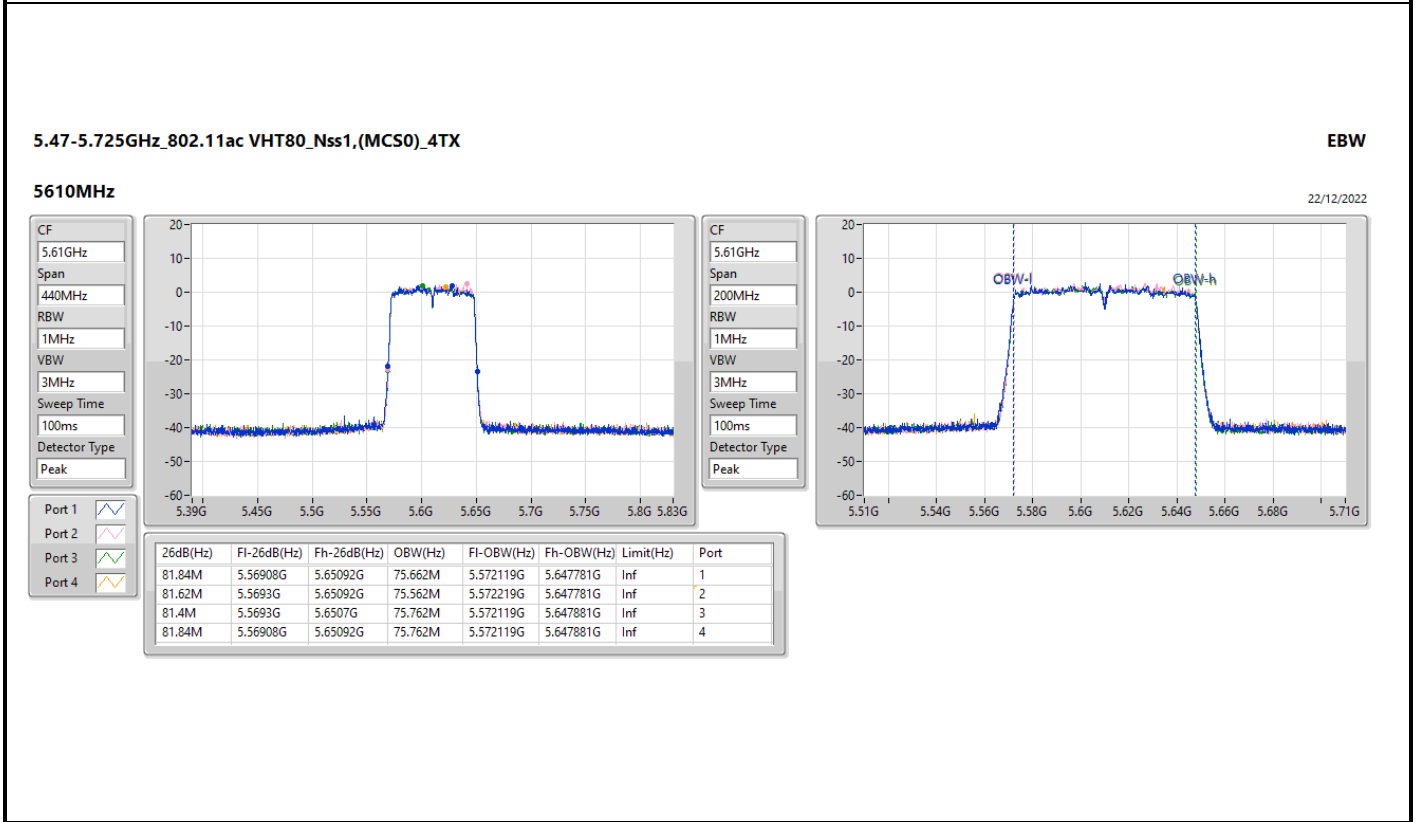 5.47-5.725GHz_802.11ac VHT80_Nss1,(MCS0)_4TX
EBW
5610MHz
22/12/2022
CF
5.61GHz
Span
440MHz
RBW
1MHz
VBW
3MHz
Sweep Time
100ms
Detector Type
Peak
20
10
0
-10
-20
-30
-40
-50
-60
5.39G 5.45G 5.5G 5.55G 5.6G 5.65G 5.7G 5.75G 5.8G 5.83G
CF
5.61GHz
Span
200MHz
RBW
1MHz
VBW
3MHz
Sweep Time
100ms
Detector Type
Peak
20
10
0
-10
-20
-30
-40
-50
-60
OBW-l
OBW-h
5.51G 5.54G 5.56G 5.58G 5.6G 5.62G 5.64G 5.66G 5.68G 5.71G
Port 1
Port 2
Port 3
Port 4
26dB(Hz) Fl-26dB(Hz) Fh-26dB(Hz) OBW(Hz) Fl-OBW(Hz) Fh-OBW(Hz) Limit(Hz) Port
81.84M 5.56908G 5.65092G 75.662M 5.572119G 5.647781G Inf 1
81.62M 5.5693G 5.65092G 75.562M 5.572219G 5.647781G Inf 2
81.4M 5.5693G 5.6507G 75.762M 5.572119G 5.647881G Inf 3
81.84M 5.56908G 5.65092G 75.762M 5.572119G 5.647881G Inf 4